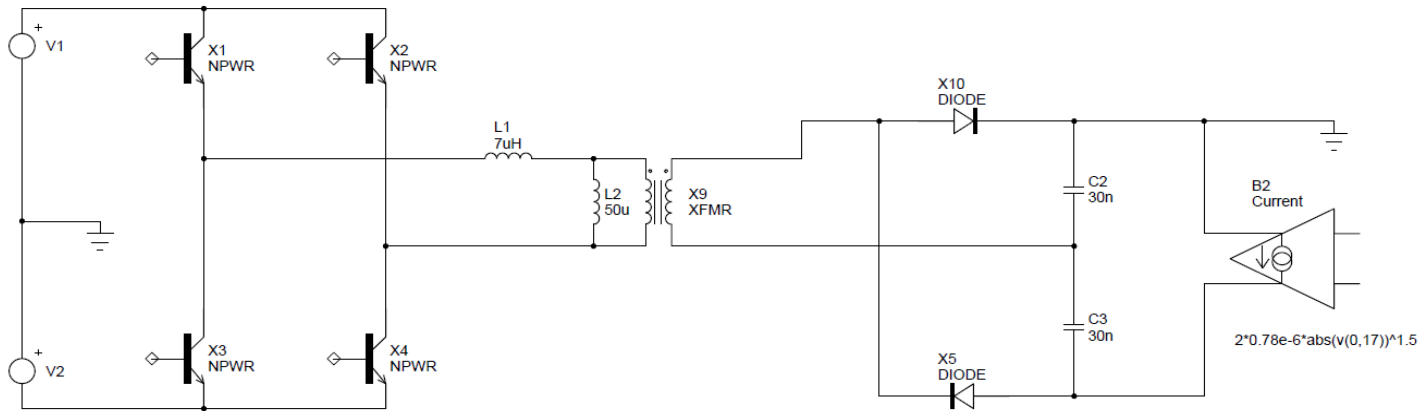 V1
+
X1
NPWR
X2
NPWR
L1
7uH
L2
50u
X9
XFMR
X10
DIODE
C2
30n
B2
Current
C3
30n
2*0.78e-6*abs(v(0,17))^1.5
X5
DIODE
X3
NPWR
X4
NPWR
+
V2